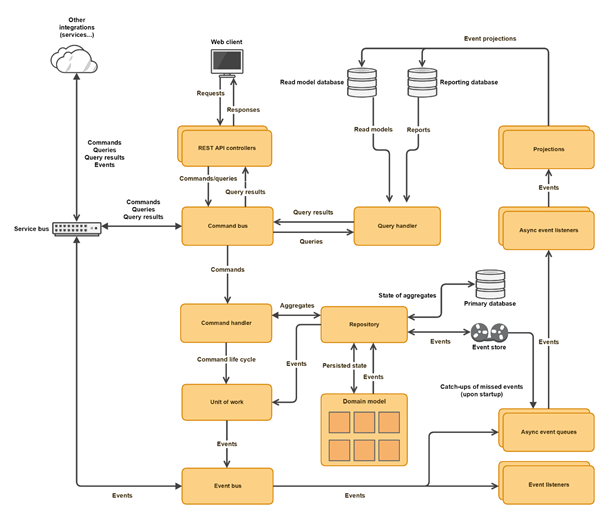 Other
integrations
(services...)
Web client
Event projections
Read model database
Reporting database
Requests
Responses
Read models
Reports
REST API controllers
Projections
Commands
Queries
Query results
Events
Commands/queries
Query results
Events
Commands
Queries
Query results
Service bus
Command bus
Query results
Queries
Query handler
Async event listeners
Commands
State of aggregates
Primary database
Aggregates
Command handler
Repository
Events
Event store
Events
Command life cycle
Events
Persisted state
Events
Catch-ups of missed events
(upon startup)
Unit of work
Domain model
Events
Async event queues
Event bus
Event listeners
Events
Events